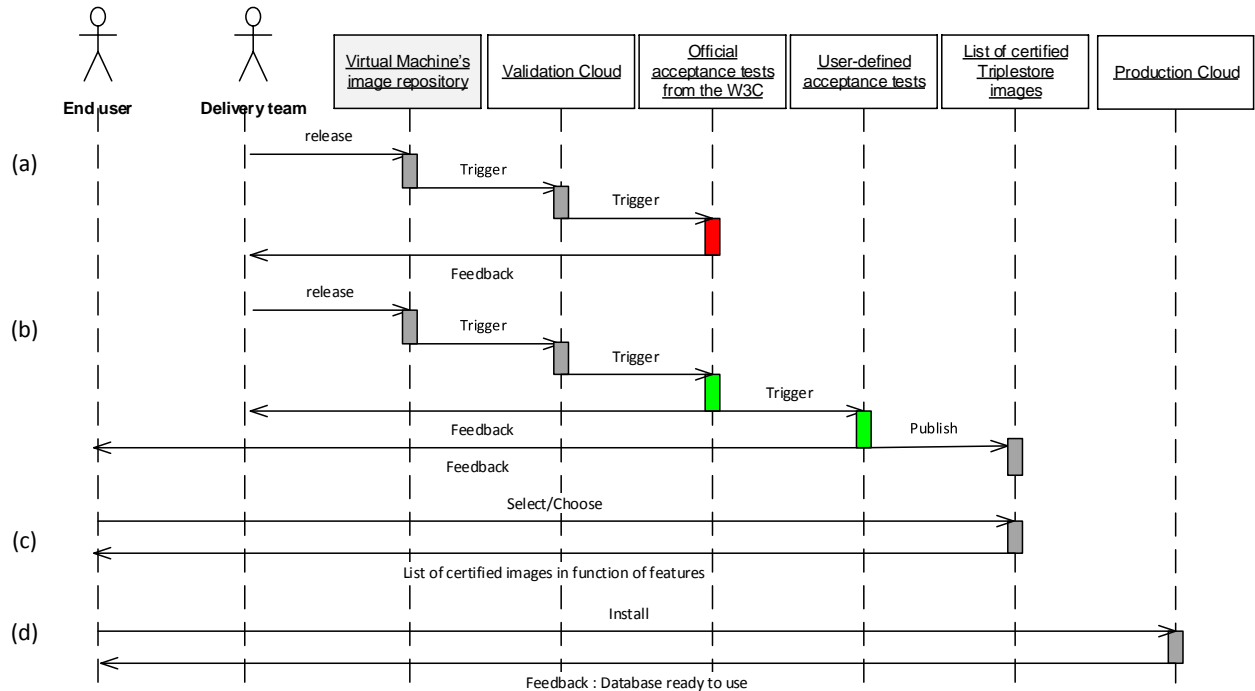 End user
Delivery team
Virtual Machine's
image repository
Validation Cloud
Official
acceptance tests
from the W3C
User-defined
acceptance tests
List of certified
Triplestore
images
Production Cloud
(a)
release
Trigger
Trigger
Feedback
(b)
release
Trigger
Trigger
Trigger
Feedback
Publish
Feedback
(c)
Select/Choose
List of certified images in function of features
(d)
Install
Feedback : Database ready to use